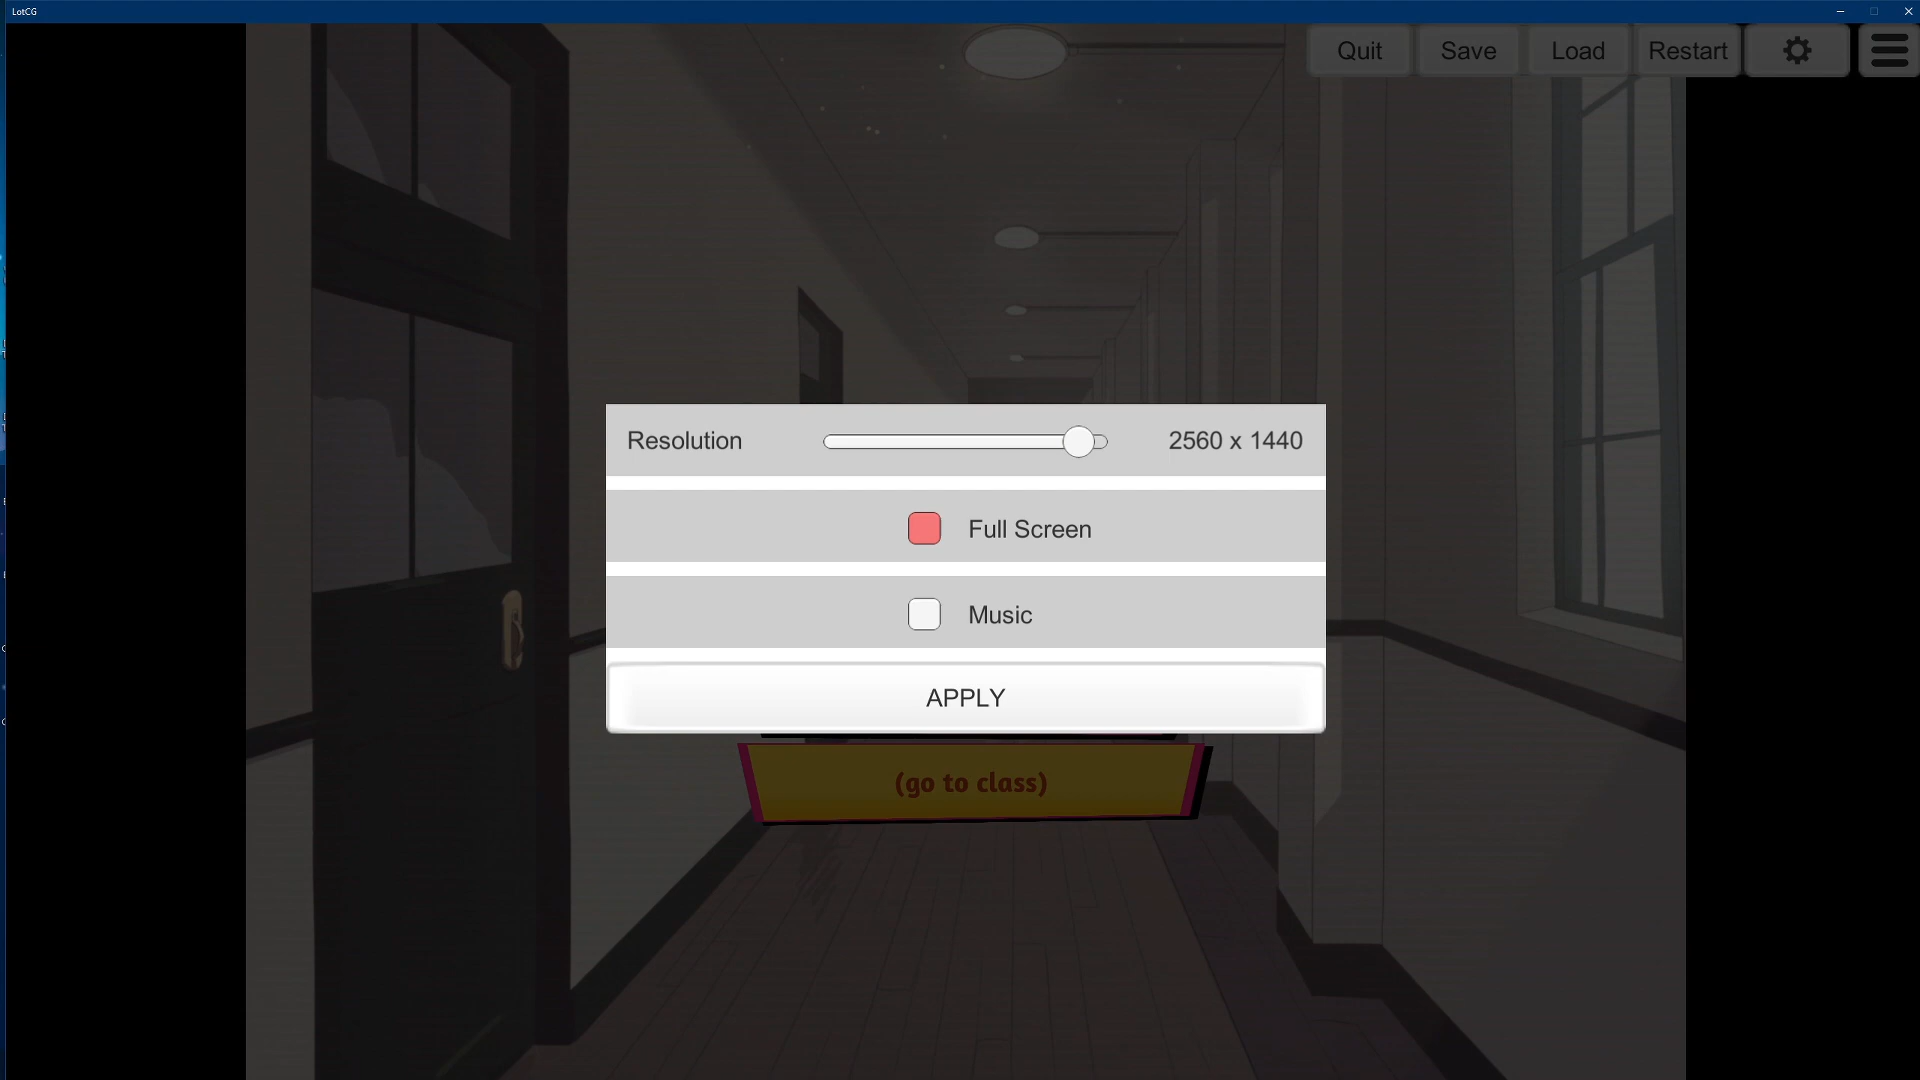 LotCG
Quit
Save
Load
Restart
Resolution
2560 x 1440
Full Screen
Music
APPLY
(go to class)